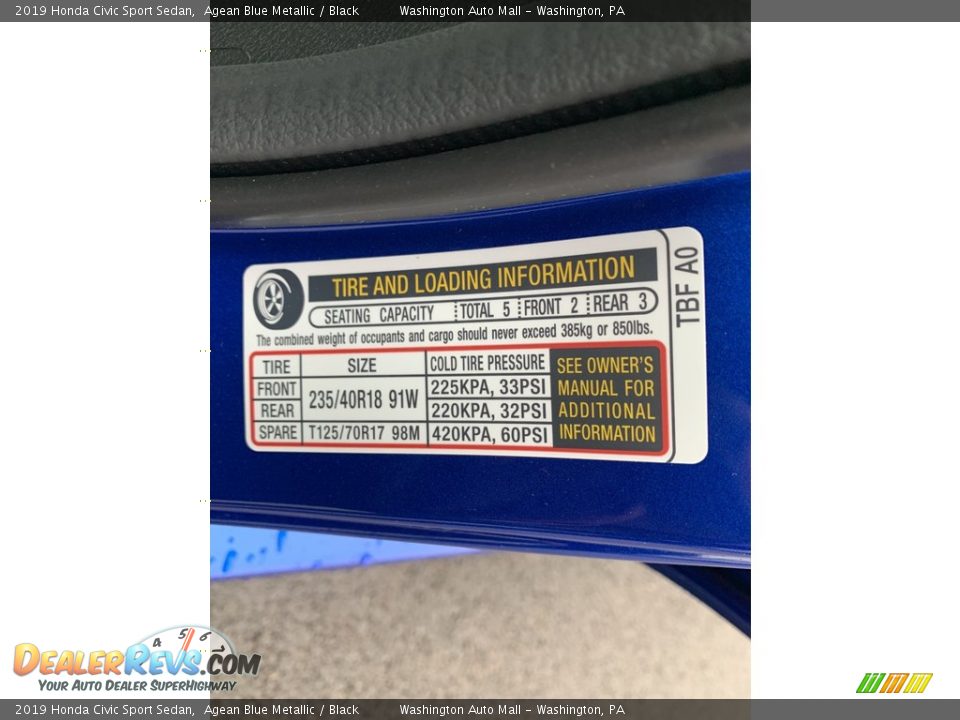 2019 Honda Civic Sport Sedan, Agean Blue Metallic / Black Washington Auto Mall - Washington, PA
TIRE AND LOADING INFORMATION
SEATING CAPACITY TOTAL 5 FRONT 2 REAR 3
The combined weight of occupants and cargo should never exceed 385kg or 850lbs.
TIRE SIZE COLD TIRE PRESSURE
FRONT 235/40R18 91W 225KPA, 33PSI
REAR 220KPA, 32PSI
SPARE T125/70R17 98M 420KPA, 60PSI
SEE OWNER'S
MANUAL FOR
ADDITIONAL
INFORMATION
TBF A0
4 5 6
DEALERREVS.COM
YOUR AUTO DEALER SUPERHIGHWAY
2019 Honda Civic Sport Sedan, Agean Blue Metallic / Black Washington Auto Mall - Washington, PA